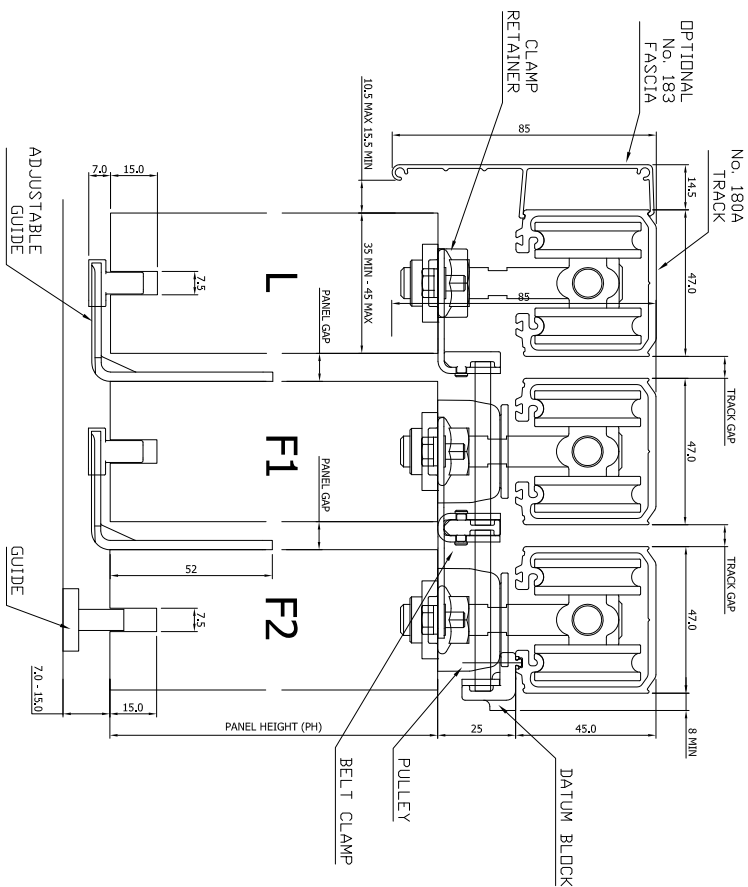 No. 180A
TRACK
OPTIONAL
No. 183
FASCIA
CLAMP
RETAINER
85
14.5
47.0
TRACK GAP
47.0
TRACK GAP
47.0
8 MIN
10.5 MAX 15.5 MIN
35 MIN - 45 MAX
85
45.0
25
DATUM BLOCK
PULLEY
BELT CLAMP
PANEL GAP
PANEL GAP
PANEL HEIGHT (PH)
L
F1
F2
7.0
15.0
7.5
52
7.5
15.0
7.0 - 15.0
ADJUSTABLE
GUIDE
GUIDE